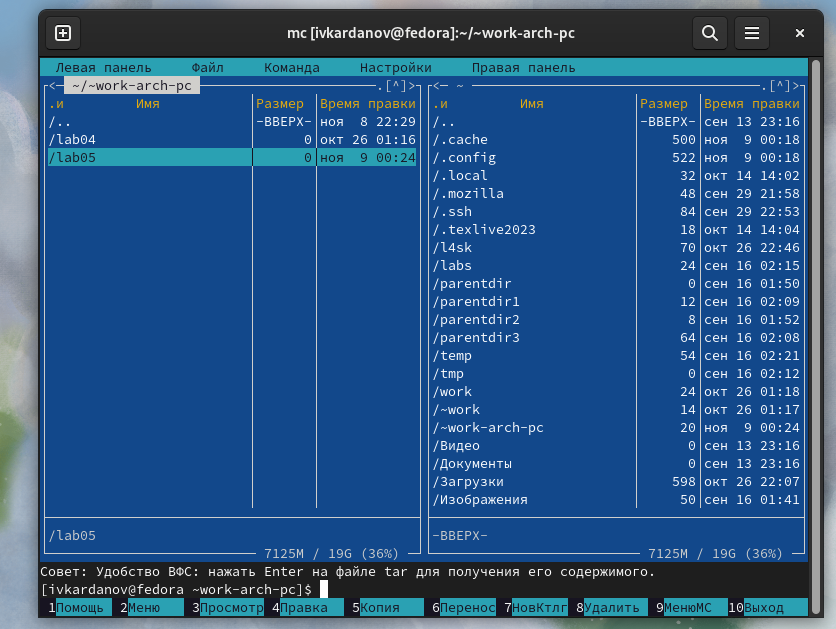 mc [ivkardanov@fedora]:~/~work-arch-pc
Левая панель Файл Команда Настройки Правая панель
<— ~/~work-arch-pc .[^]>
.и Имя Размер Время правки
/.. -ВВЕРХ- ноя 8 22:29
/lab04 0 окт 26 01:16
/lab05 0 ноя 9 00:24
/lab05
7125M / 19G (36%)
<— ~ .[^]>
.и Имя Размер Время правки
/.. -ВВЕРХ- сен 13 23:16
/.cache 500 ноя 9 00:18
/.config 522 ноя 9 00:18
/.local 32 окт 14 14:02
/.mozilla 48 сен 29 21:58
/.ssh 84 сен 29 22:53
/.texlive2023 18 окт 14 14:04
/l4sk 70 окт 26 22:46
/labs 24 сен 16 02:15
/parentdir 0 сен 16 01:50
/parentdir1 12 сен 16 02:09
/parentdir2 8 сен 16 01:52
/parentdir3 64 сен 16 02:08
/temp 54 сен 16 02:21
/tmp 0 сен 16 02:12
/work 24 окт 26 01:18
/~work 14 окт 26 01:17
/~work-arch-pc 20 ноя 9 00:24
/Видео 0 сен 13 23:16
/Документы 0 сен 13 23:16
/Загрузки 598 окт 26 22:07
/Изображения 50 сен 16 01:41
-ВВЕРХ-
7125M / 19G (36%)
Совет: Удобство ВФС: нажать Enter на файле tar для получения его содержимого.
[ivkardanov@fedora ~work-arch-pc]$
1Помощь 2Меню 3Просмотр 4Правка 5Копия 6Перенос 7НовКтлг 8Удалить 9МенюMC 10Выход